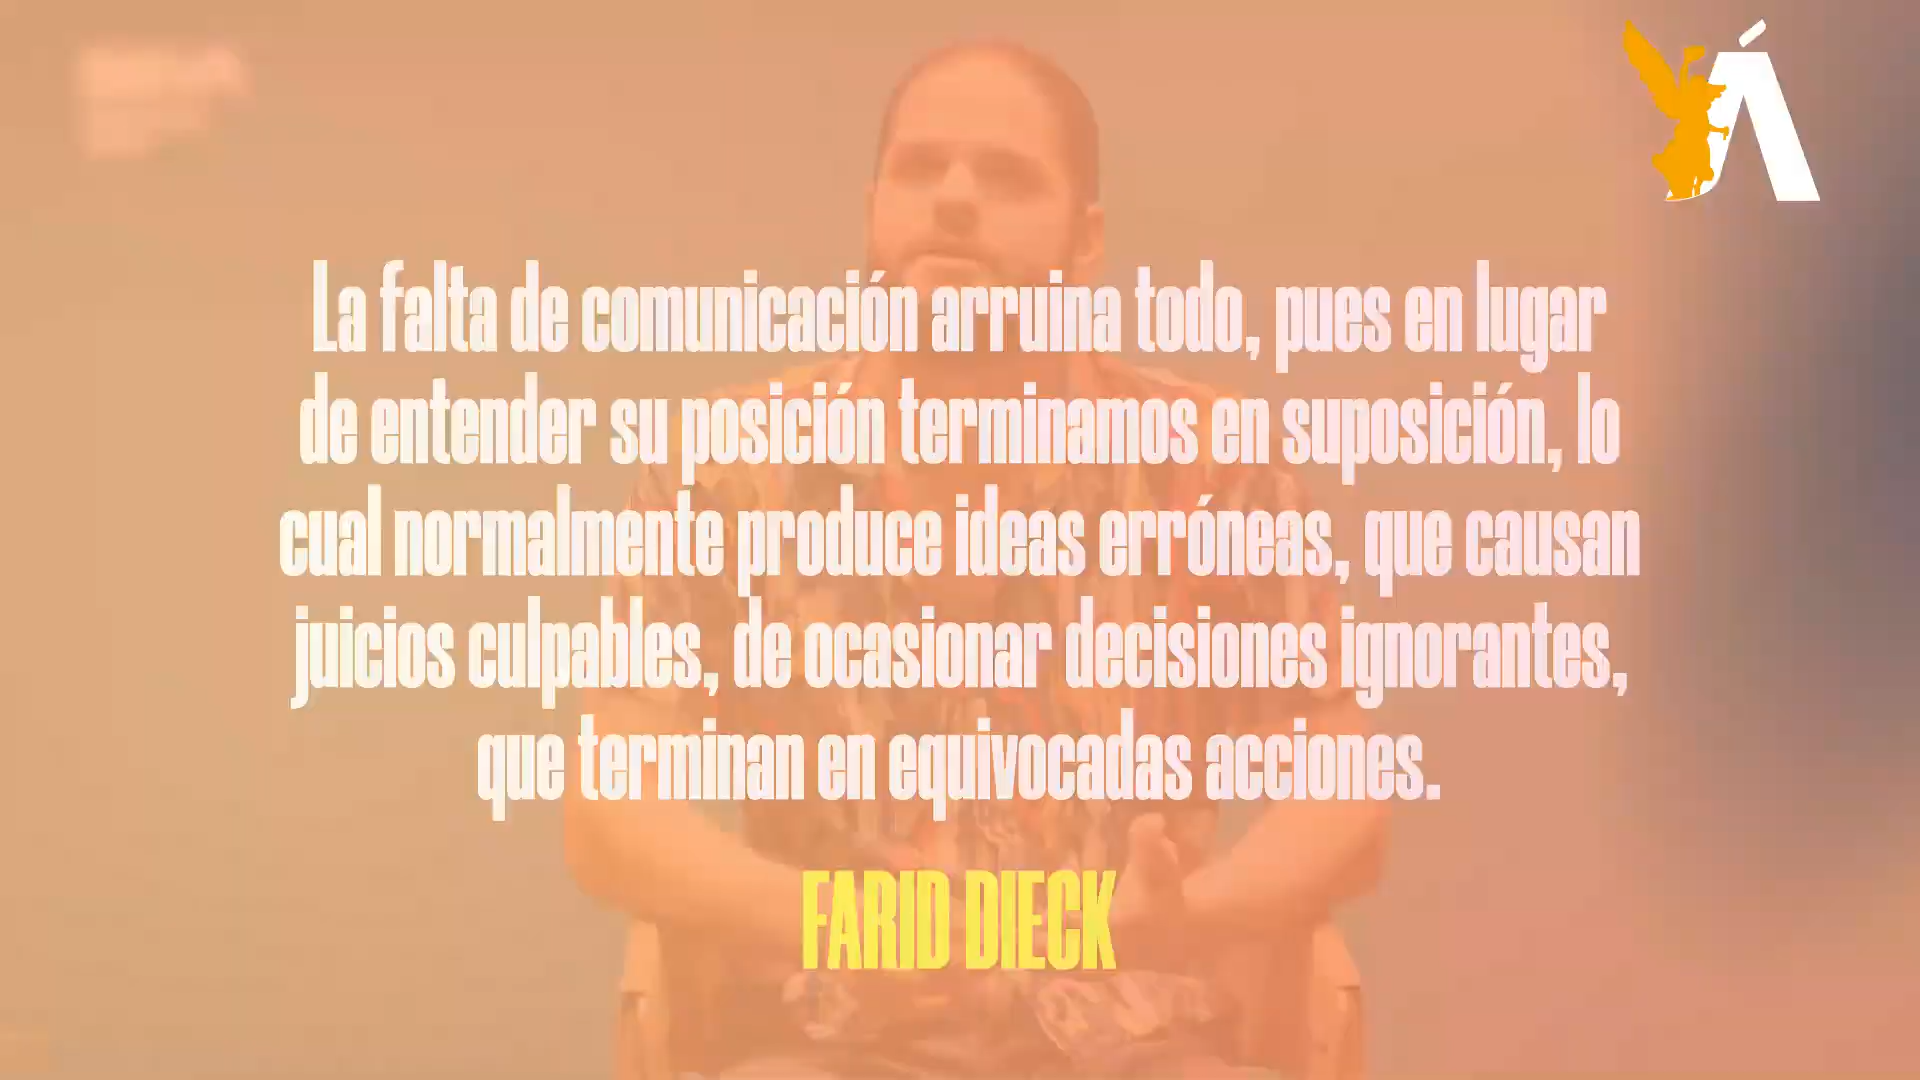 Á
La falta de comunicación arruina todo, pues en lugar
de entender su posición terminamos en suposición, lo
cual normalmente produce ideas erróneas, que causan
juicios culpables, de ocasionar decisiones ignorantes,
que terminan en equivocadas acciones.
FARID DIECK